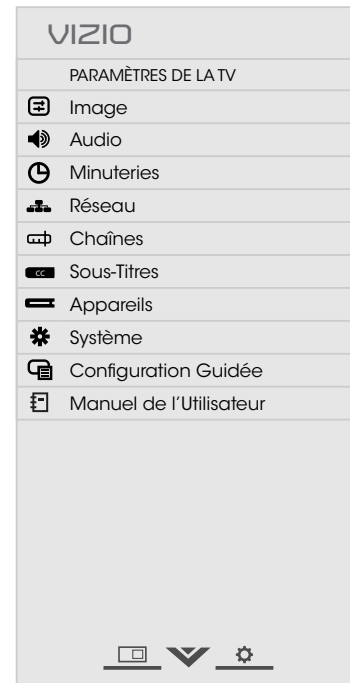 VIZIO
PARAMÈTRES DE LA TV
Image
Audio
Minuteries
Réseau
Chaînes
CC Sous-Titres
Appareils
Système
Configuration Guidée
Manuel de l’Utilisateur